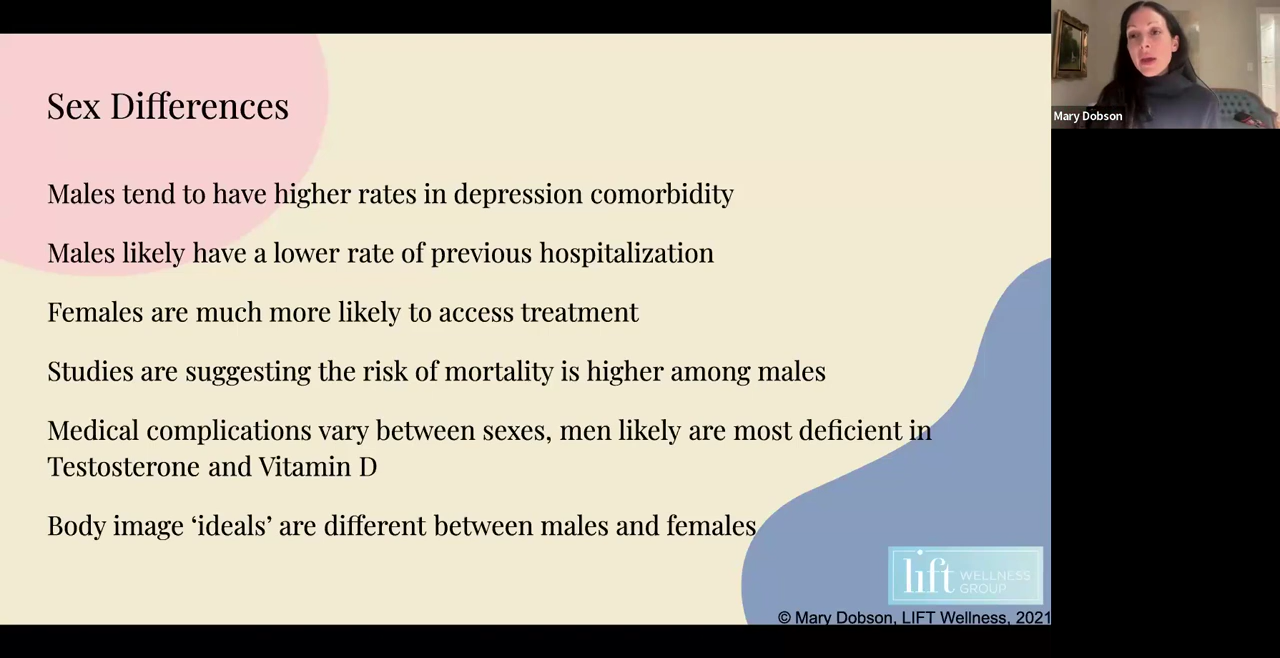 Sex Differences
Males tend to have higher rates in depression comorbidity
Males likely have a lower rate of previous hospitalization
Females are much more likely to access treatment
Studies are suggesting the risk of mortality is higher among males
Medical complications vary between sexes, men likely are most deficient in
Testosterone and Vitamin D
Body image ‘ideals’ are different between males and females
lift WELLNESS
GROUP
© Mary Dobson, LIFT Wellness, 2021
Mary Dobson